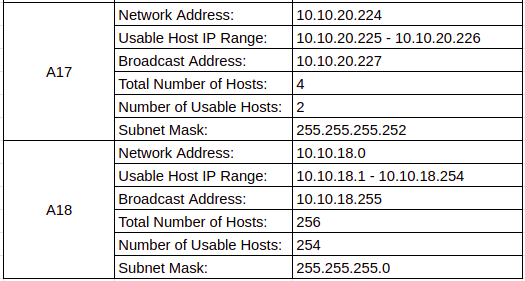 A17
Network Address: 10.10.20.224
Usable Host IP Range: 10.10.20.225 - 10.10.20.226
Broadcast Address: 10.10.20.227
Total Number of Hosts: 4
Number of Usable Hosts: 2
Subnet Mask: 255.255.255.252
A18
Network Address: 10.10.18.0
Usable Host IP Range: 10.10.18.1 - 10.10.18.254
Broadcast Address: 10.10.18.255
Total Number of Hosts: 256
Number of Usable Hosts: 254
Subnet Mask: 255.255.255.0